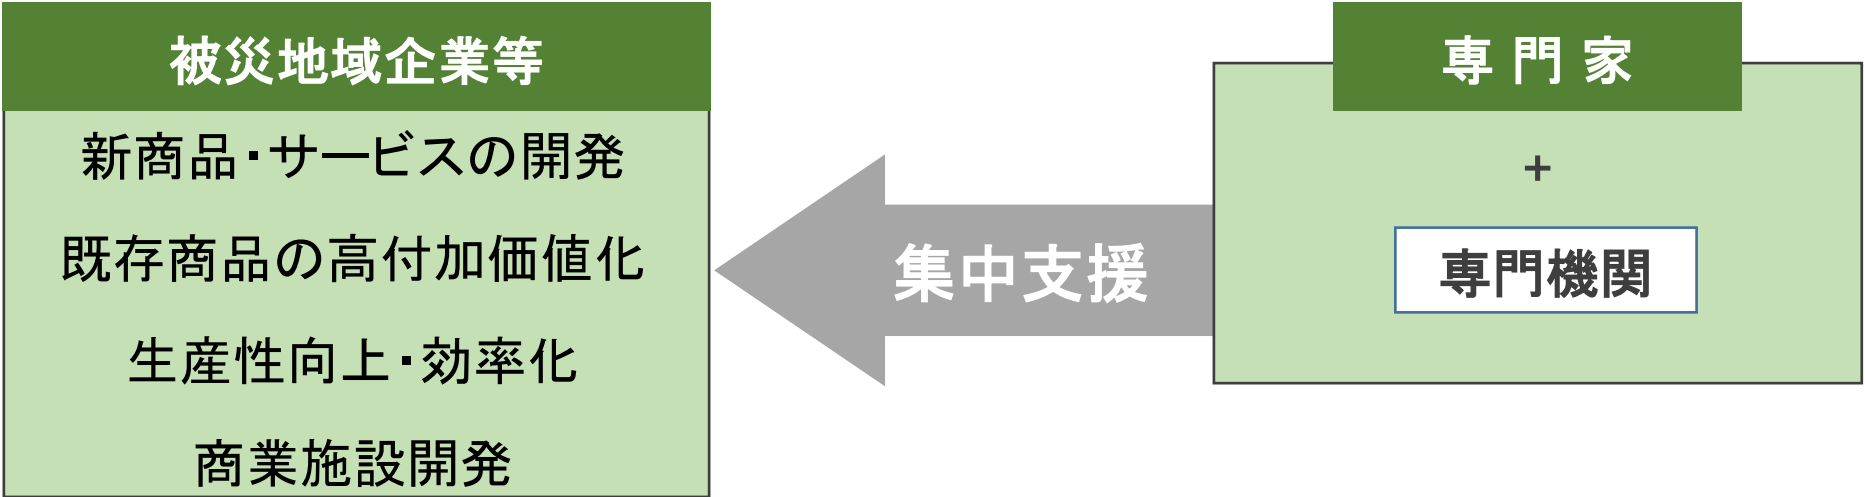 被災地域企業等
新商品・サービスの開発
既存商品の高付加価値化
生産性向上・効率化
商業施設開発
集中支援
専門家
+
専門機関